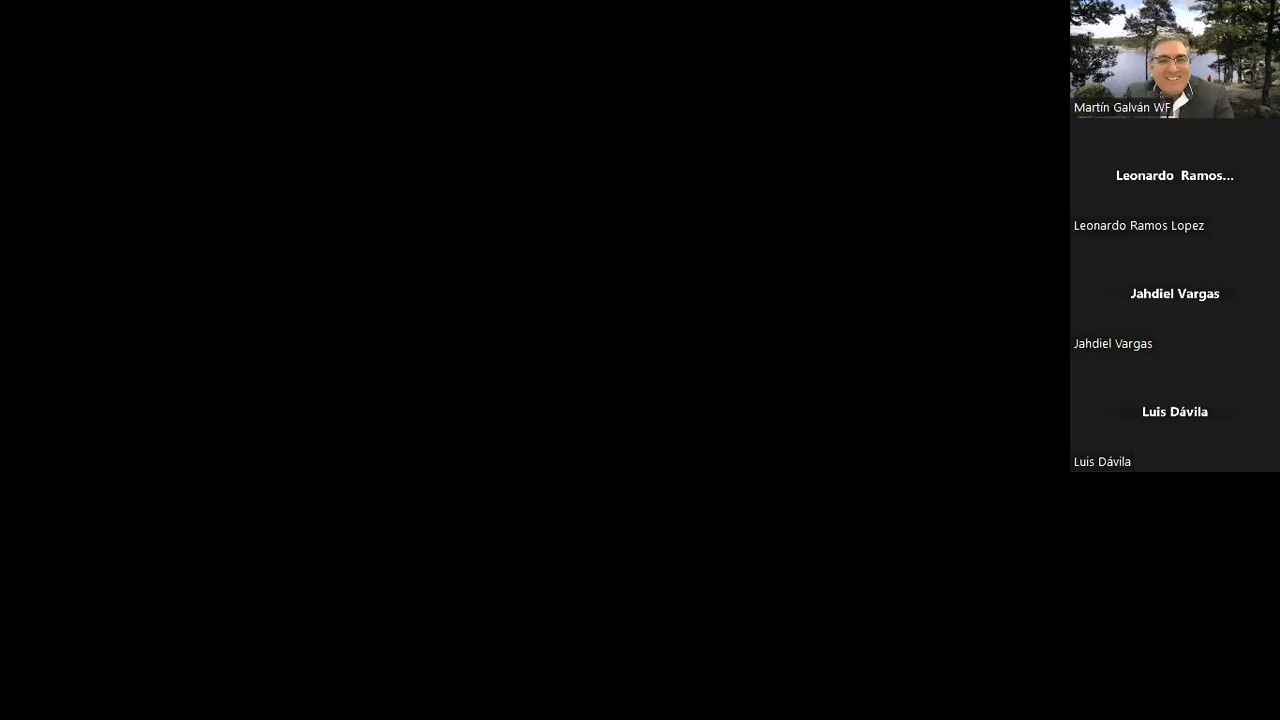 Martín Galván WF
Leonardo  Ramos...
Leonardo Ramos Lopez
Jahdiel Vargas
Jahdiel Vargas
Luis Dávila
Luis Dávila